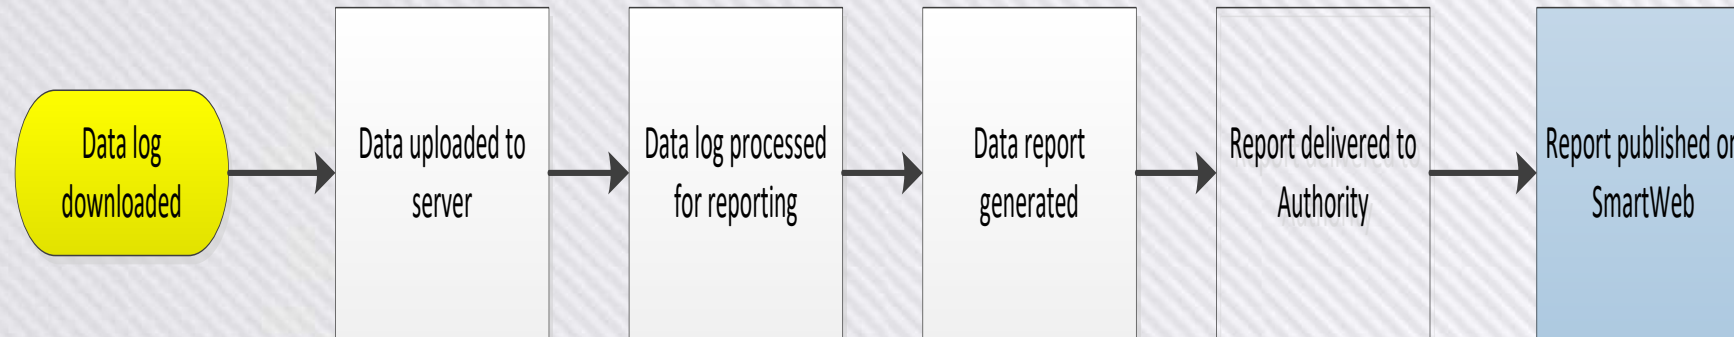 Data log
downloaded
Data uploaded to
server
Data log processed
for reporting
Data report
generated
Report delivered to
Authority
Report published
SmartWeb